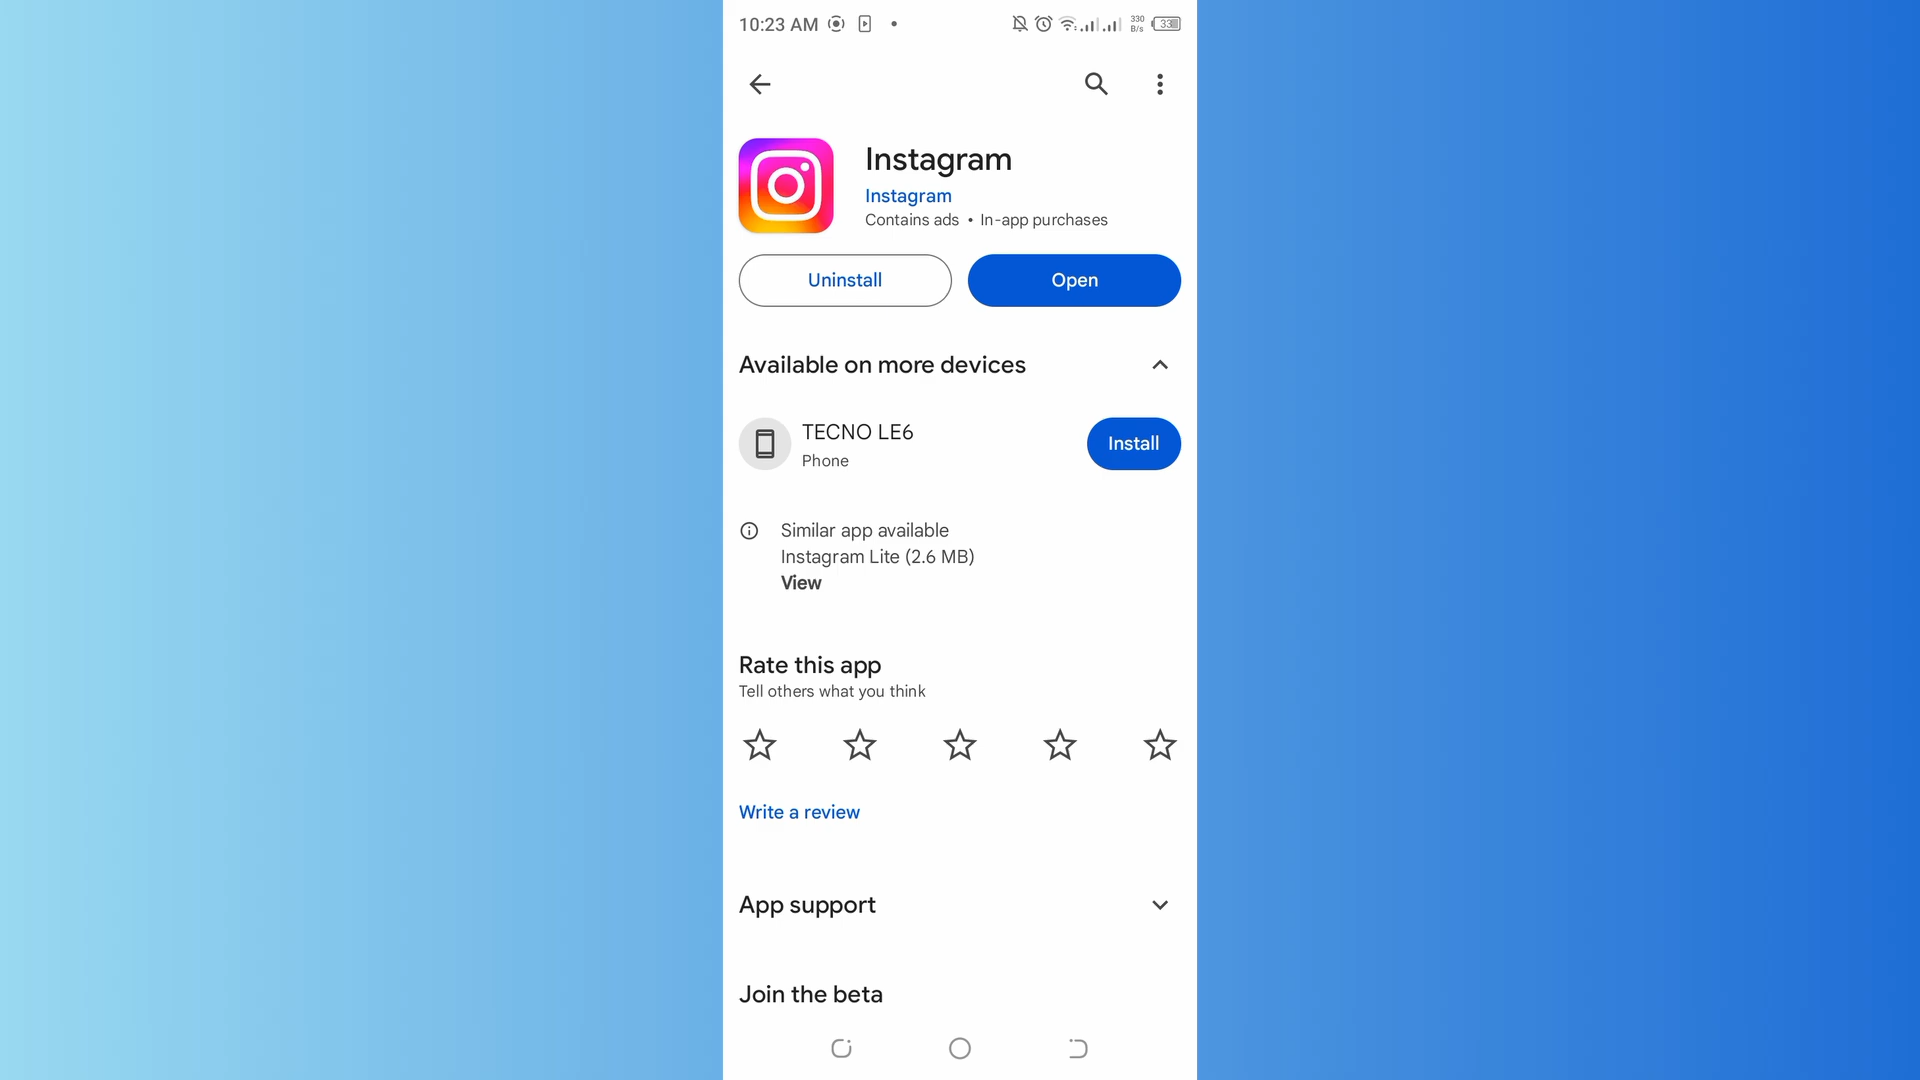 10:23 AM
330
B/s
33
Instagram
Instagram
Contains ads • In-app purchases
Uninstall
Open
Available on more devices
TECNO LE6
Phone
Install
Similar app available
Instagram Lite (2.6 MB)
View
Rate this app
Tell others what you think
Write a review
App support
Join the beta